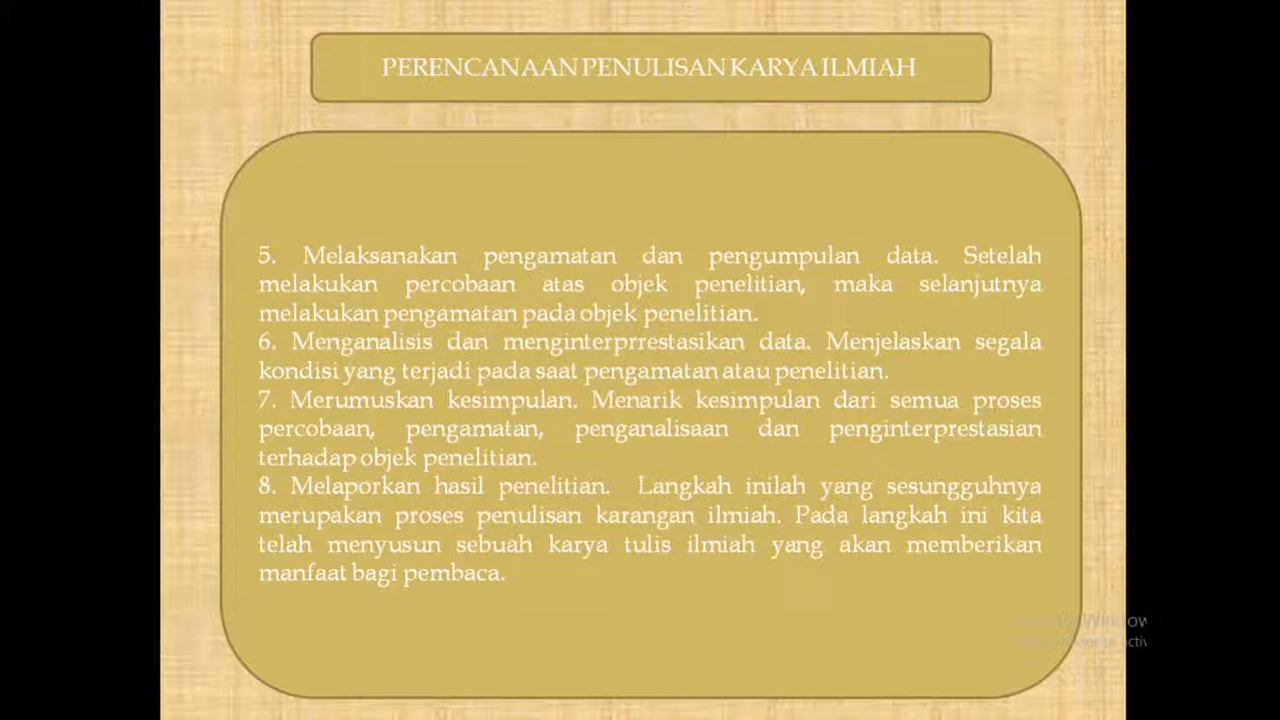 PERENCANAAN PENULISAN KARYA ILMIAH
5. Melaksanakan pengamatan dan pengumpulan data. Setelah
melakukan percobaan atas objek penelitian, maka selanjutnya
melakukan pengamatan pada objek penelitian.
6. Menganalisis dan menginterprrestasikan data. Menjelaskan segala
kondisi yang terjadi pada saat pengamatan atau penelitian.
7. Merumuskan kesimpulan. Menarik kesimpulan dari semua proses
percobaan, pengamatan, penganalisaan dan penginterprestasian
terhadap objek penelitian.
8. Melaporkan hasil penelitian. Langkah inilah yang sesungguhnya
merupakan proses penulisan karangan ilmiah. Pada langkah ini kita
telah menyusun sebuah karya tulis ilmiah yang akan memberikan
manfaat bagi pembaca.